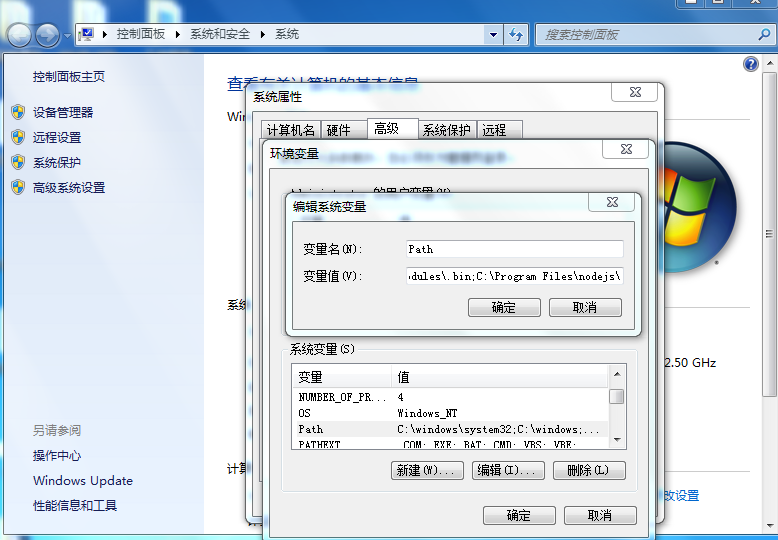 控制面板 系统和安全 系统
搜索控制面板
控制面板主页
设备管理器
远程设置
系统保护
高级系统设置
查看有关计算机的基本信息
系统属性
计算机名 硬件 高级 系统保护 远程
环境变量
的用户变量(U)
编辑系统变量
变量名(N): Path
变量值(V): dules\.bin;C:\Program Files\nodejs\
确定 取消
系统变量(S)
变量 值
NUMBER_OF_PR... 4
OS Windows_NT
Path C:\windows\system32;C:\windows;...
PATHEXT .COM;.EXE;.BAT;.CMD;.VBS;.VBE;
新建(W)... 编辑(I)... 删除(L)
确定 取消
2.50 GHz
改设置
另请参阅
操作中心
Windows Update
性能信息和工具